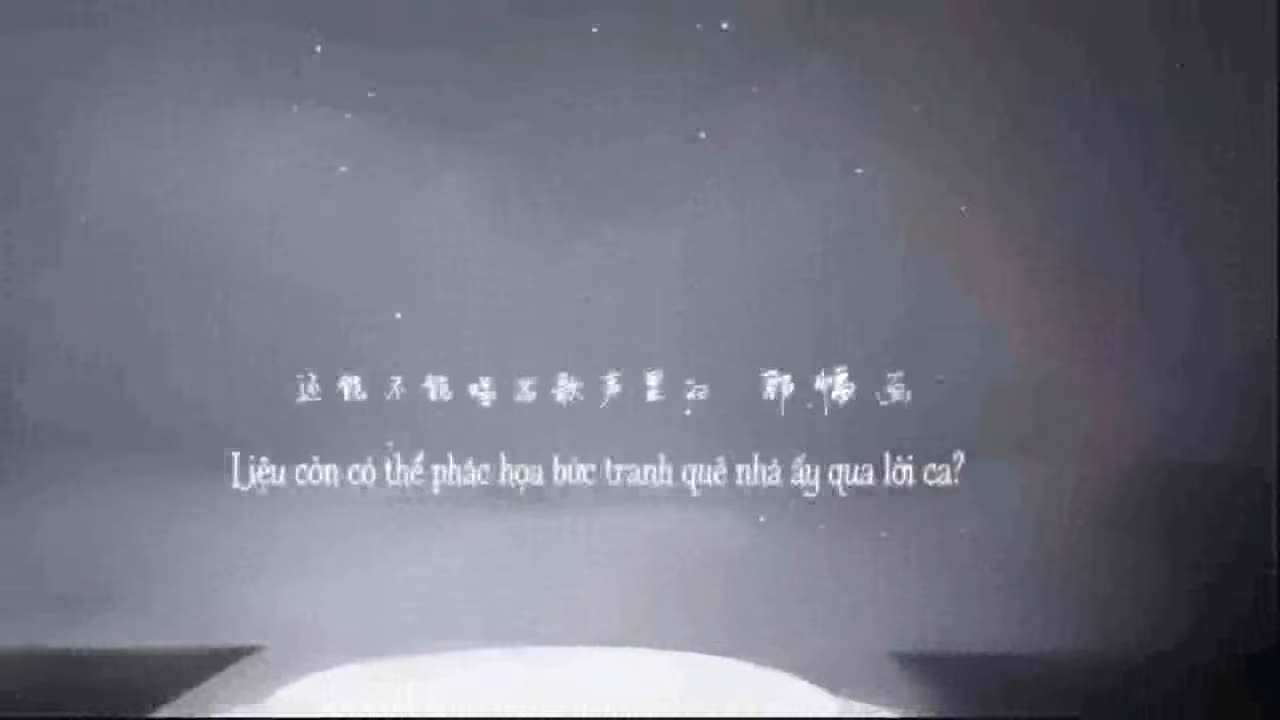 还能不能唱出歌声里的 那幅画
Liệu còn có thể phác họa bức tranh quê nhà ấy qua lời ca?